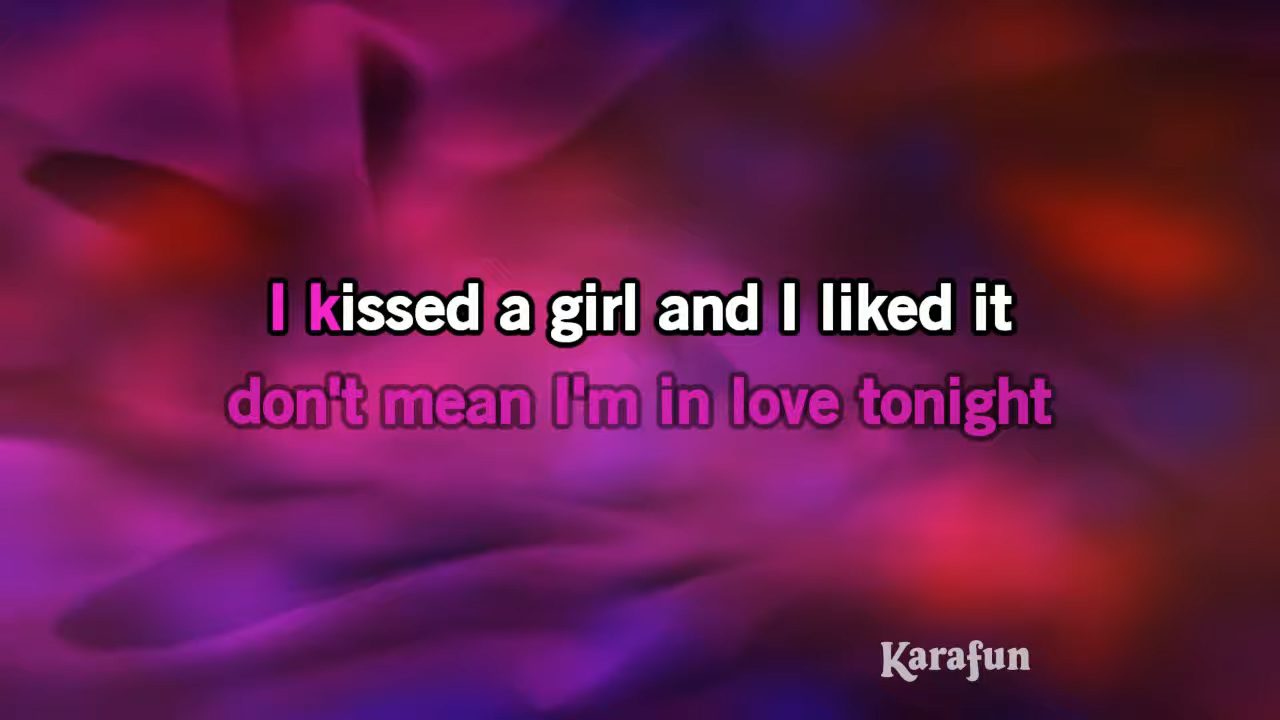 I kissed a girl and I liked it
don't mean I'm in love tonight
Karafun